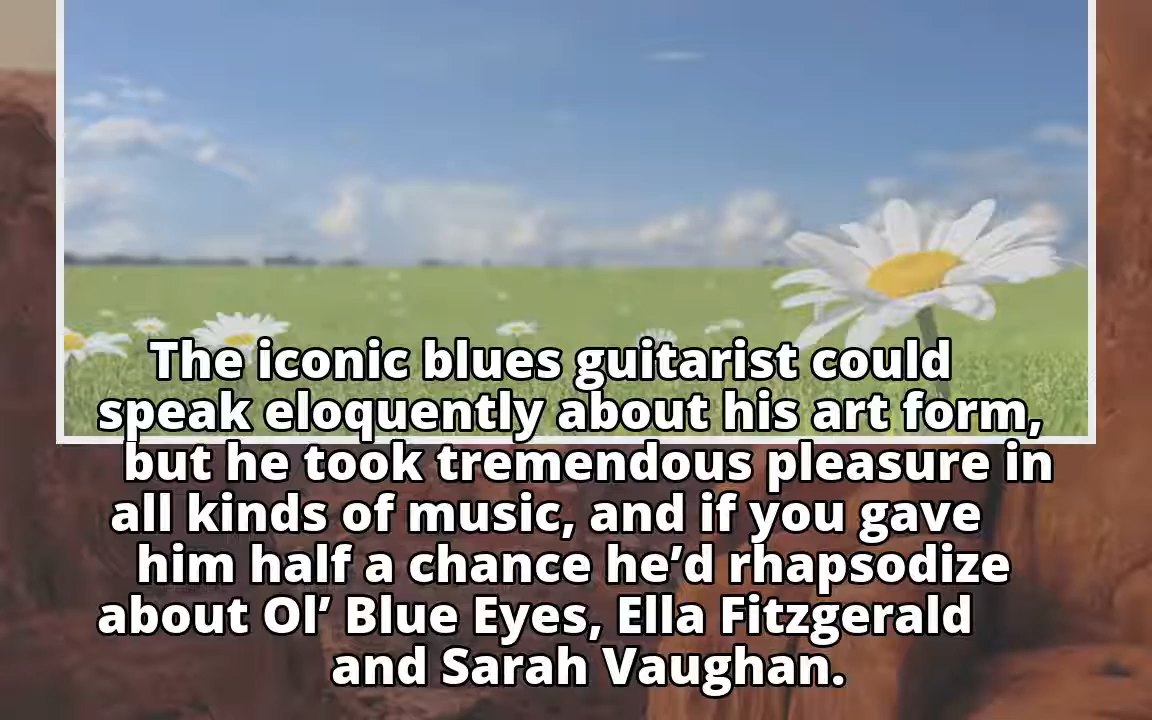 The iconic blues guitarist could
speak eloquently about his art form,
but he took tremendous pleasure in
all kinds of music, and if you gave
him half a chance he’d rhapsodize
about Ol’ Blue Eyes, Ella Fitzgerald
and Sarah Vaughan.